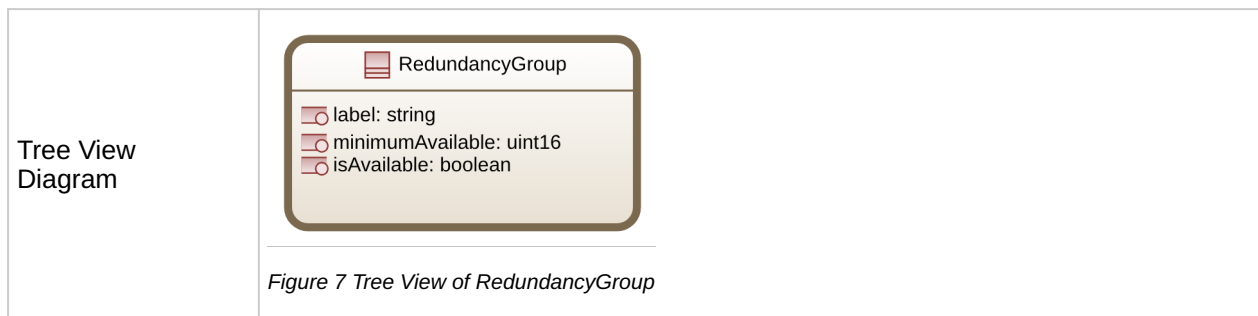 Tree View
Diagram
RedundancyGroup
label: string
minimumAvailable: uint16
isAvailable: boolean
Figure 7 Tree View of RedundancyGroup